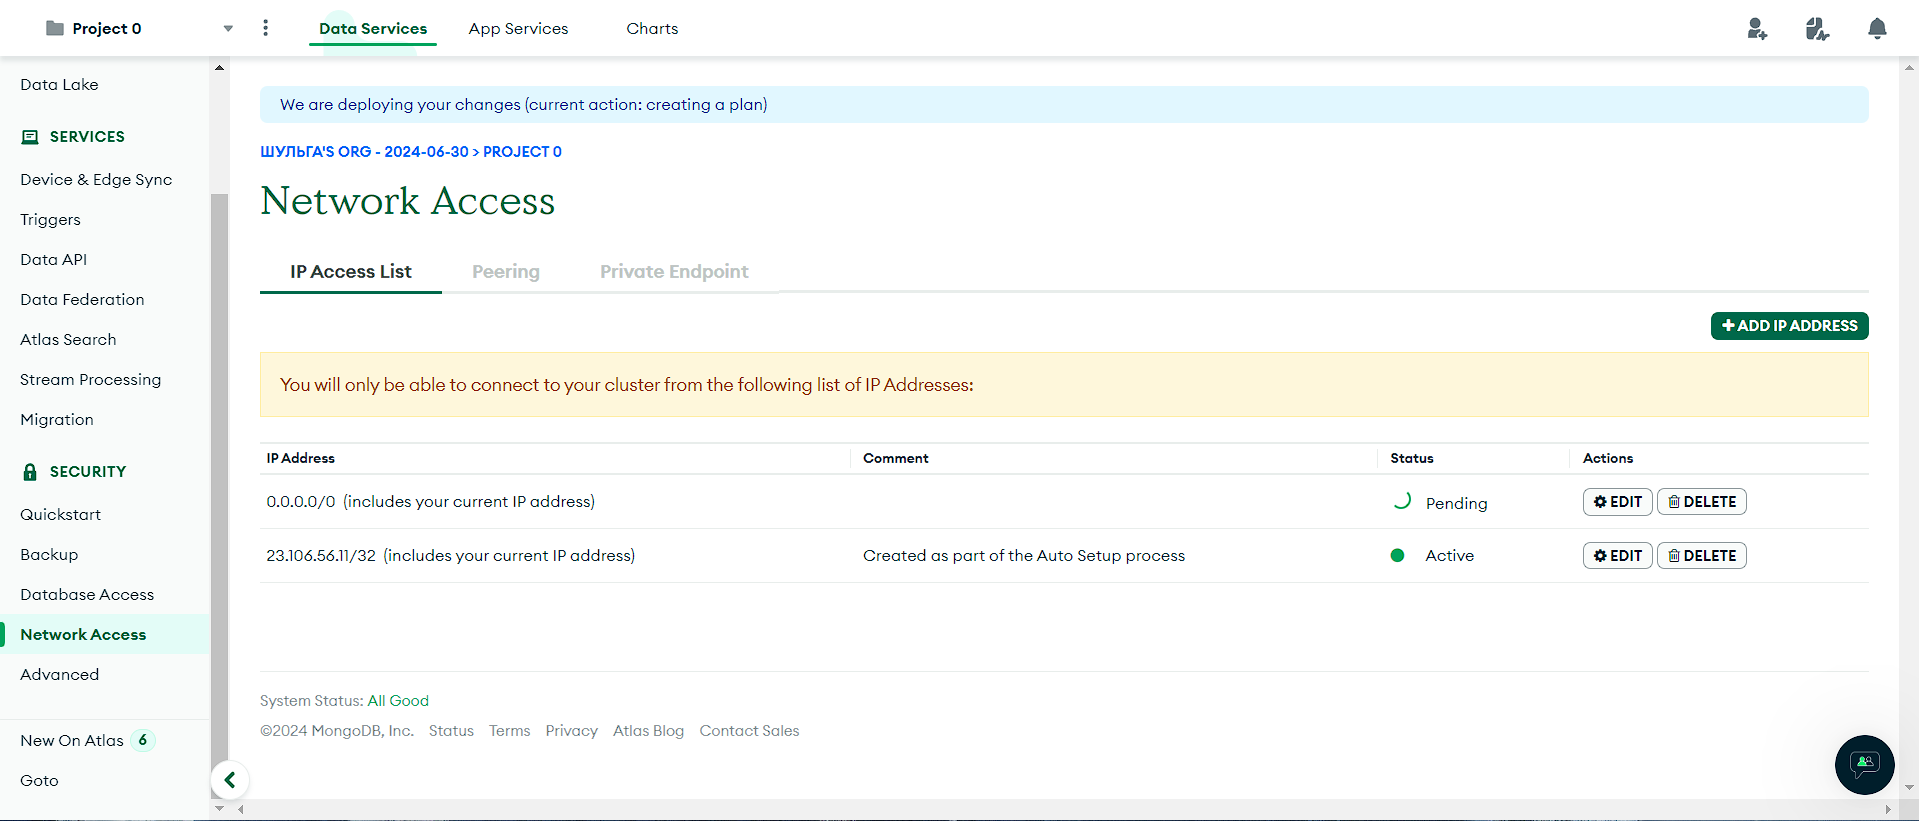 Project 0
Data Services
App Services
Charts
Data Lake
SERVICES
Device & Edge Sync
Triggers
Data API
Data Federation
Atlas Search
Stream Processing
Migration
SECURITY
Quickstart
Backup
Database Access
Network Access
Advanced
New On Atlas 6
Goto
We are deploying your changes (current action: creating a plan)
ШУЛЬГА'S ORG - 2024-06-30 > PROJECT 0
Network Access
IP Access List
Peering
Private Endpoint
ADD IP ADDRESS
You will only be able to connect to your cluster from the following list of IP Addresses:
IP Address Comment Status Actions
0.0.0.0/0 (includes your current IP address) Pending EDIT DELETE
23.106.56.11/32 (includes your current IP address) Created as part of the Auto Setup process Active EDIT DELETE
System Status: All Good
©2024 MongoDB, Inc. Status Terms Privacy Atlas Blog Contact Sales